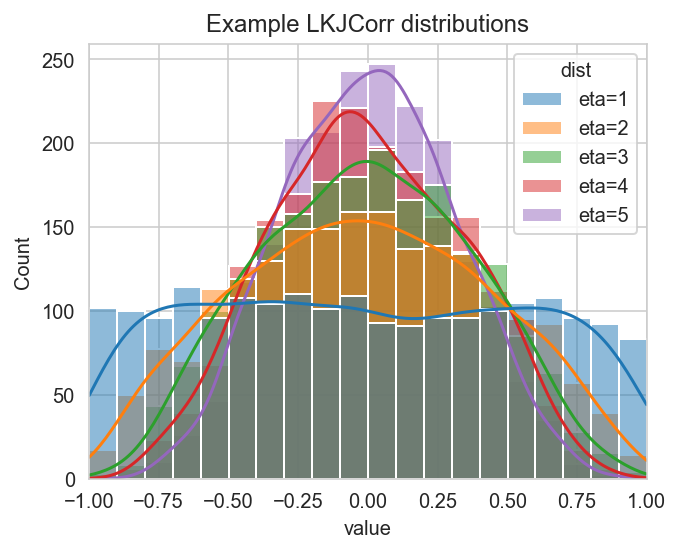 Example LKJCorr distributions
250
200
150
100
50
0
Count
dist
eta=1
eta=2
eta=3
eta=4
eta=5
−1.00 −0.75 −0.50 −0.25 0.00 0.25 0.50 0.75 1.00
value